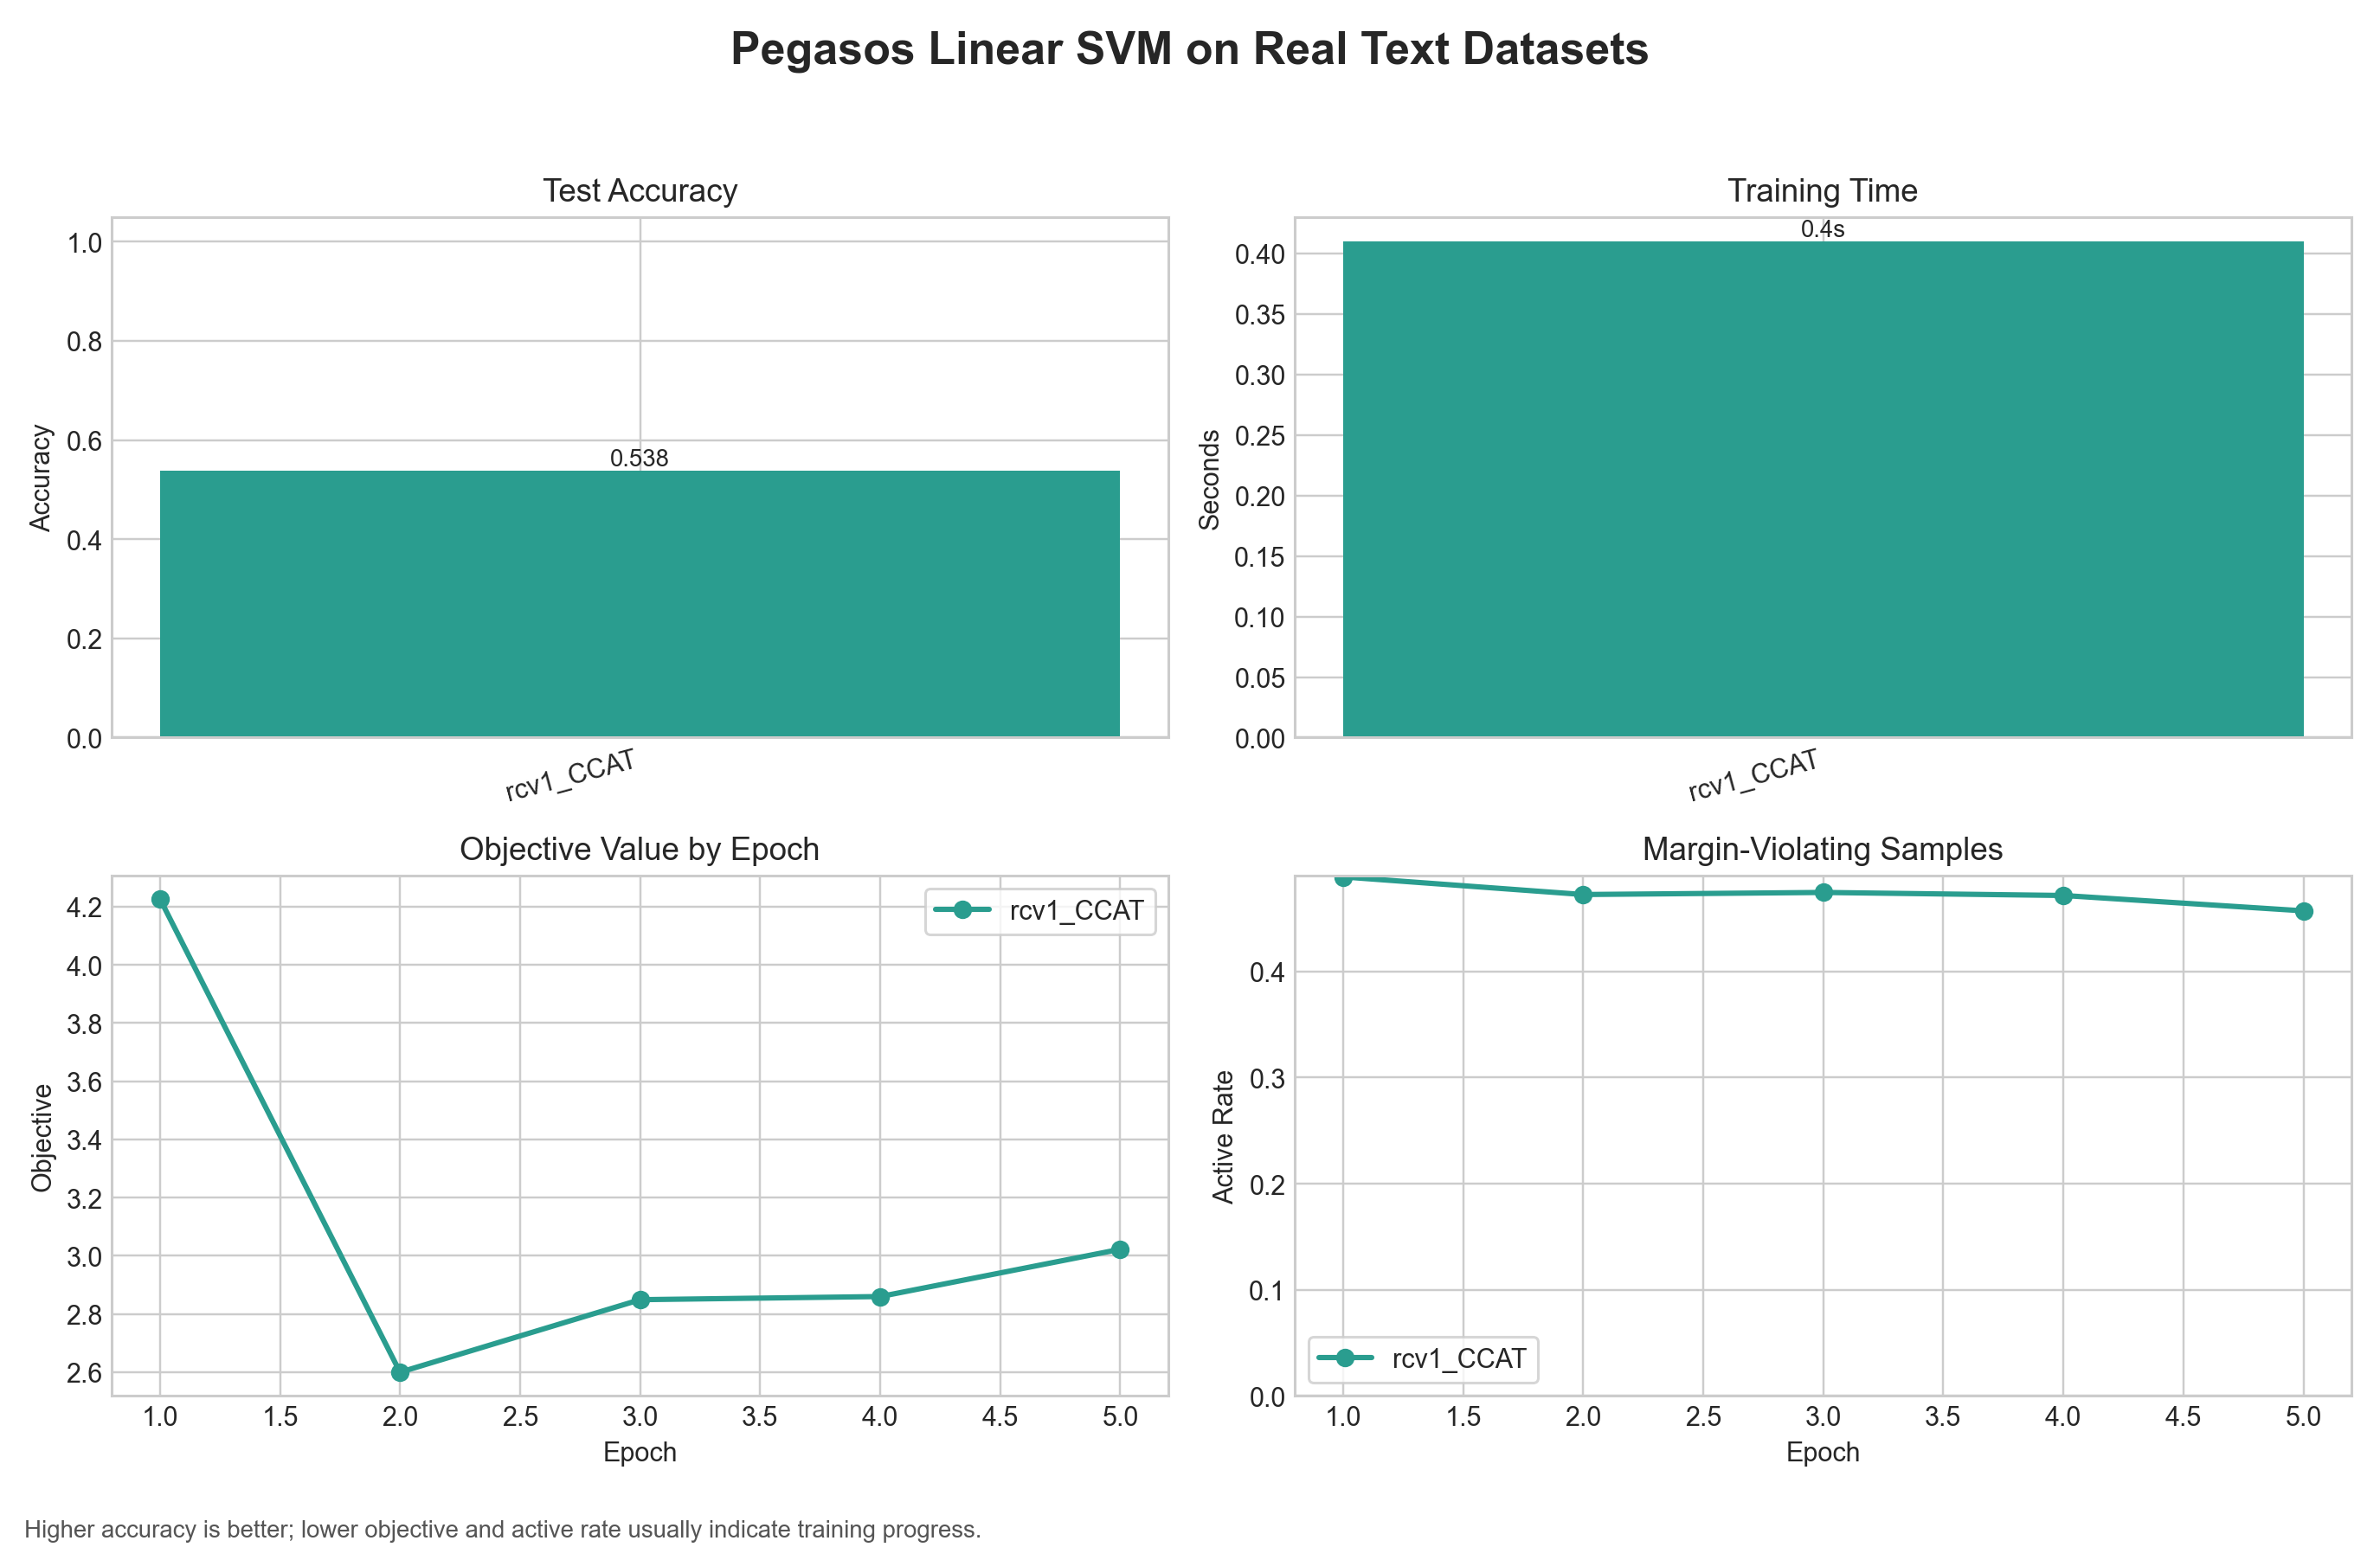 Pegasos Linear SVM on Real Text Datasets
Test Accuracy
1.0
0.8
0.6
0.4
0.2
0.0
Accuracy
0.538
rcv1_CCAT
Training Time
0.40
0.35
0.30
0.25
0.20
0.15
0.10
0.05
0.00
Seconds
0.4s
rcv1_CCAT
Objective Value by Epoch
4.2
4.0
3.8
3.6
3.4
3.2
3.0
2.8
2.6
Objective
rcv1_CCAT
1.0 1.5 2.0 2.5 3.0 3.5 4.0 4.5 5.0
Epoch
Margin-Violating Samples
0.4
0.3
0.2
0.1
0.0
Active Rate
rcv1_CCAT
1.0 1.5 2.0 2.5 3.0 3.5 4.0 4.5 5.0
Epoch
Higher accuracy is better; lower objective and active rate usually indicate training progress.